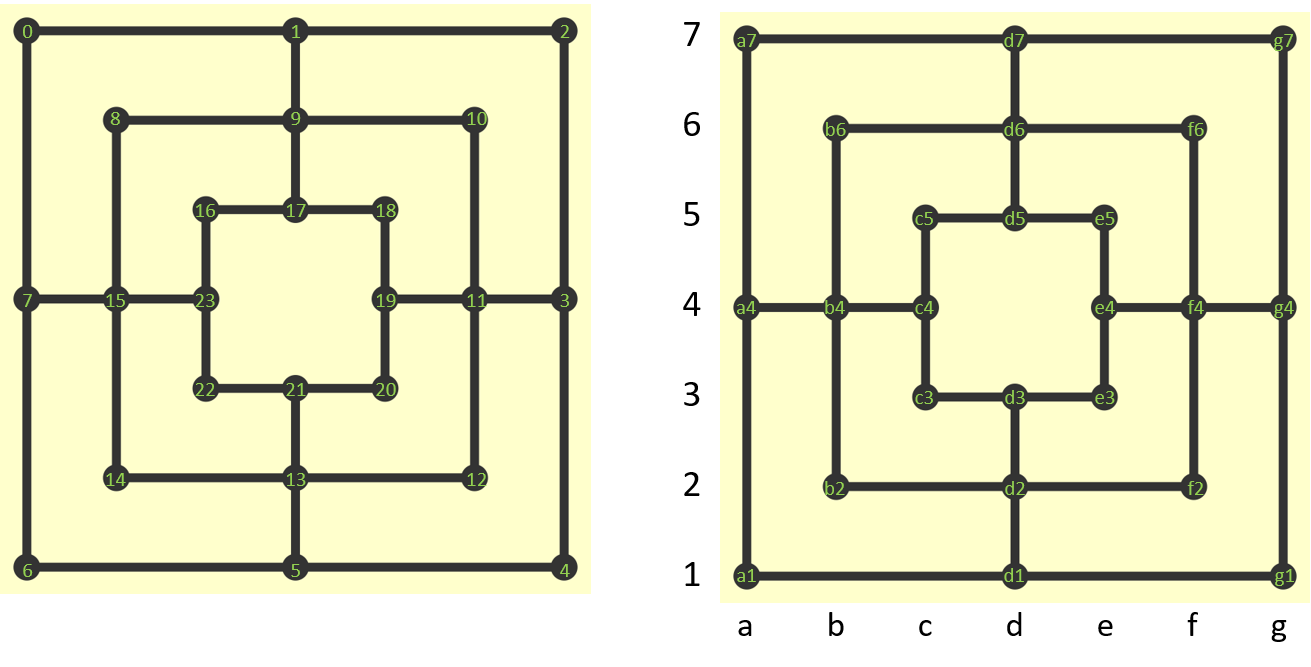 0 1 2
8 9 10
16 17 18
7 15 23 19 11 3
22 21 20
14 13 12
6 5 4
7 a7 d7 g7
6 b6 d6 f6
5 c5 d5 e5
4 a4 b4 c4 e4 f4 g4
3 c3 d3 e3
2 b2 d2 f2
1 a1 d1 g1
a b c d e f g